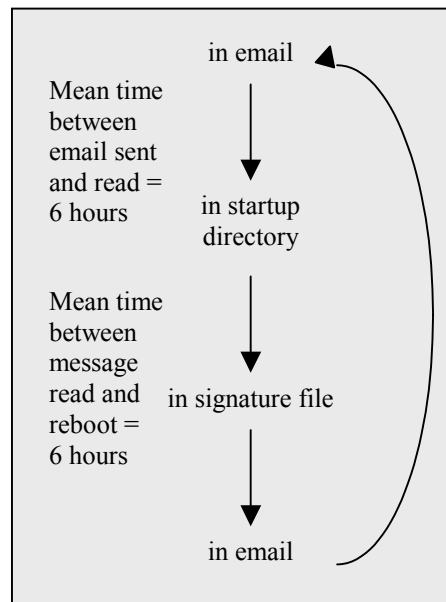 in email
Mean time
between
email sent
and read =
6 hours
in startup
directory
Mean time
between
message
read and
reboot =
6 hours
in signature file
in email